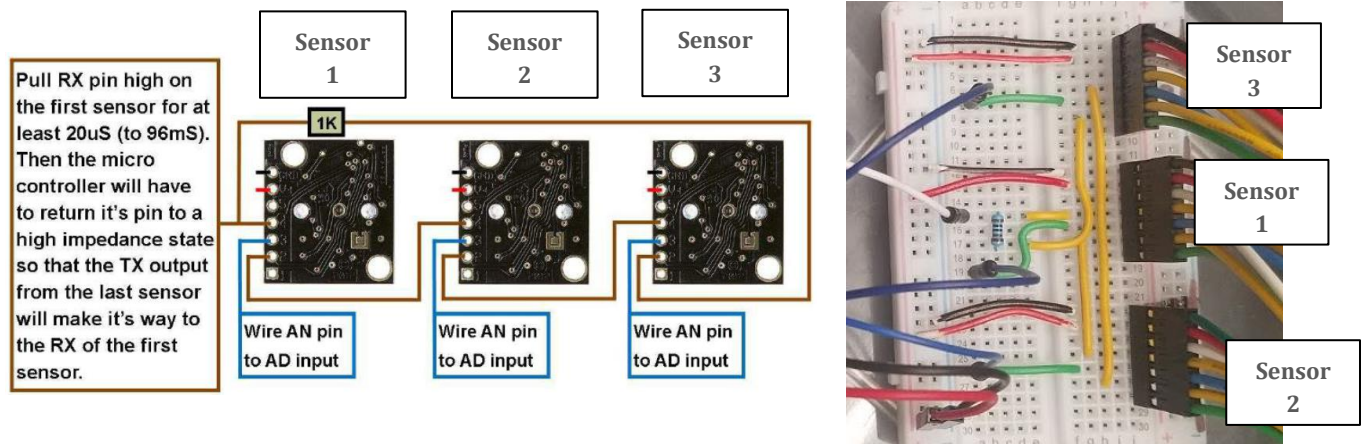 Pull RX pin high on
the first sensor for at
least 20uS (to 96mS).
Then the micro
controller will have
to return it's pin to a
high impedance state
so that the TX output
from the last sensor
will make it's way to
the RX of the first
sensor.
Sensor
1
Sensor
2
Sensor
3
1K
Wire AN pin
to AD input
Wire AN pin
to AD input
Wire AN pin
to AD input
a b c d e
Sensor
3
Sensor
1
Sensor
2